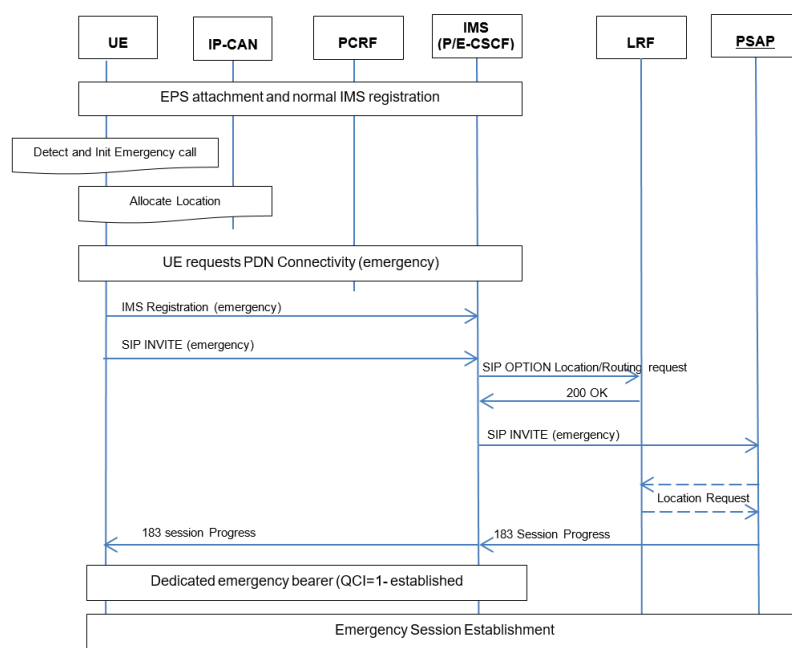 UE
IP-CAN
PCRF
IMS
(P/E-CSCF)
LRF
PSAP
EPS attachment and normal IMS registration
Detect and Init Emergency call
Allocate Location
UE requests PDN Connectivity (emergency)
IMS Registration (emergency)
SIP INVITE (emergency)
SIP OPTION Location/Routing request
200 OK
SIP INVITE (emergency)
Location Request
183 session Progress
183 Session Progress
Dedicated emergency bearer (QCI=1- established
Emergency Session Establishment